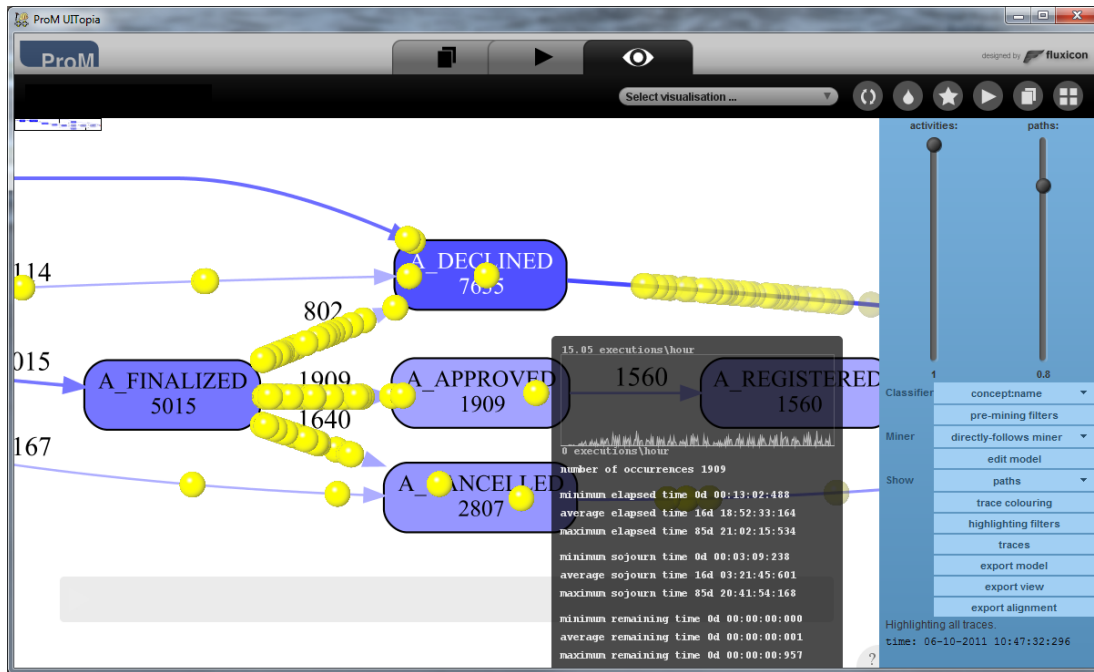 ProM UITopia
ProM
designed by fluxicon
Select visualisation ...
activities:
paths:
114
A_DECLINED
7635
802
015
A_FINALIZED
5015
1909
1640
A_APPROVED
1909
1560
A_REGISTERED
1560
167
A_CANCELLED
2807
15.05 executions\hour
0 executions\hour
number of occurrences 1909
minimum elapsed time 0d 00:13:02:488
average elapsed time 16d 18:52:33:164
maximum elapsed time 85d 21:02:15:534
minimum sojourn time 0d 00:03:09:238
average sojourn time 16d 03:21:45:601
maximum sojourn time 85d 20:41:54:168
minimum remaining time 0d 00:00:00:000
average remaining time 0d 00:00:00:001
maximum remaining time 0d 00:00:00:957
1
0.8
Classifier
concept:name
pre-mining filters
Miner
directly-follows miner
edit model
Show
paths
trace colouring
highlighting filters
traces
export model
export view
export alignment
Highlighting all traces.
time: 06-10-2011 10:47:32:296
?